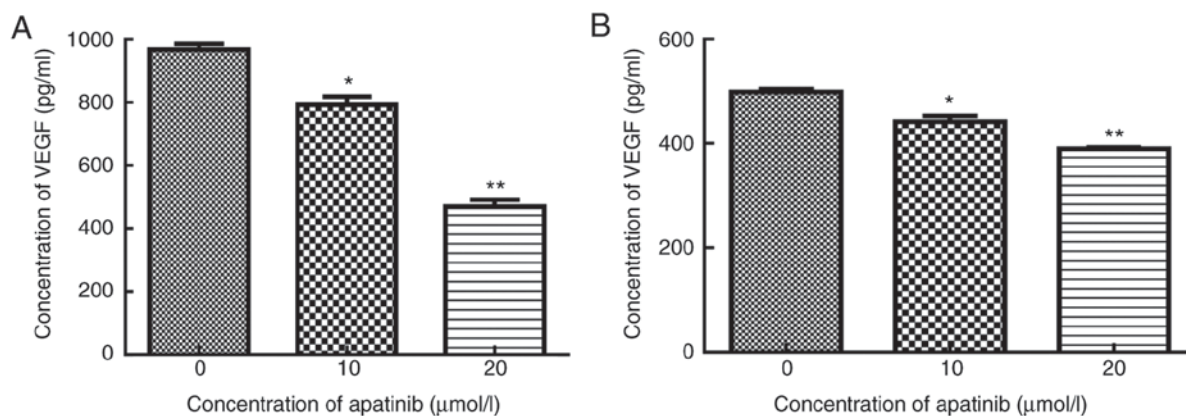 A
Concentration of VEGF (pg/ml)
1000
800
600
400
200
0
*
**
0 10 20
Concentration of apatinib (μmol/l)
B
Concentration of VEGF (pg/ml)
600
400
200
0
*
**
0 10 20
Concentration of apatinib (μmol/l)